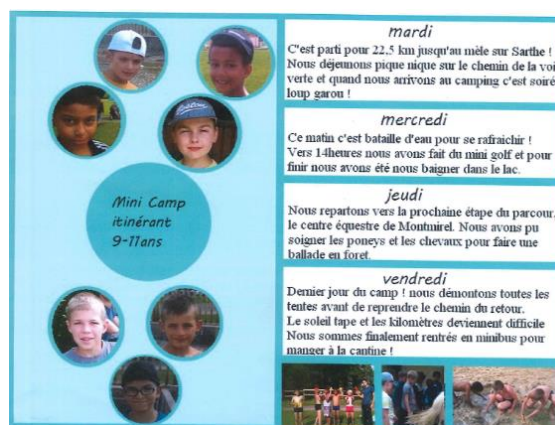 Mini Camp
itinérant
9-11ans
mardi
C'est parti pour 22,5 km jusqu'au mêle sur Sarthe !
Nous déjeunons pique nique sur le chemin de la voi
verte et quand nous arrivons au camping c'est soiré
loup garou !
mercredi
Ce matin c'est bataille d'eau pour se rafraichir !
Vers 14heures nous avons fait du mini golf et pour
finir nous avons été nous baigner dans le lac.
jeudi
Nous repartons vers la prochaine étape du parcour
le centre équestre de Montmirel. Nous avons pu
soigner les poneys et les chevaux pour faire une
ballade en foret.
vendredi
Dernier jour du camp ! nous démontons toutes les
tentes avant de reprendre le chemin du retour.
Le soleil tape et les kilomètres deviennent difficile
Nous sommes finalement rentrés en minibus pour
manger à la cantine !